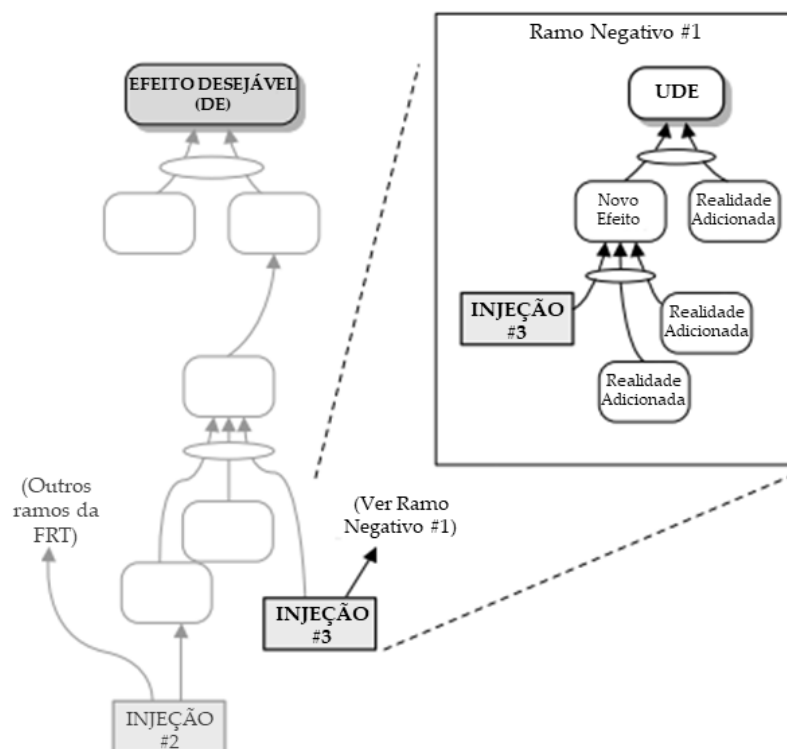 Ramo Negativo #1
EFEITO DESEJÁVEL
(DE)
UDE
Novo
Efeito
Realidade
Adicionada
INJEÇÃO
#3
Realidade
Adicionada
Realidade
Adicionada
(Outros
ramos da
FRT)
(Ver Ramo
Negativo #1)
INJEÇÃO
#3
INJEÇÃO
#2